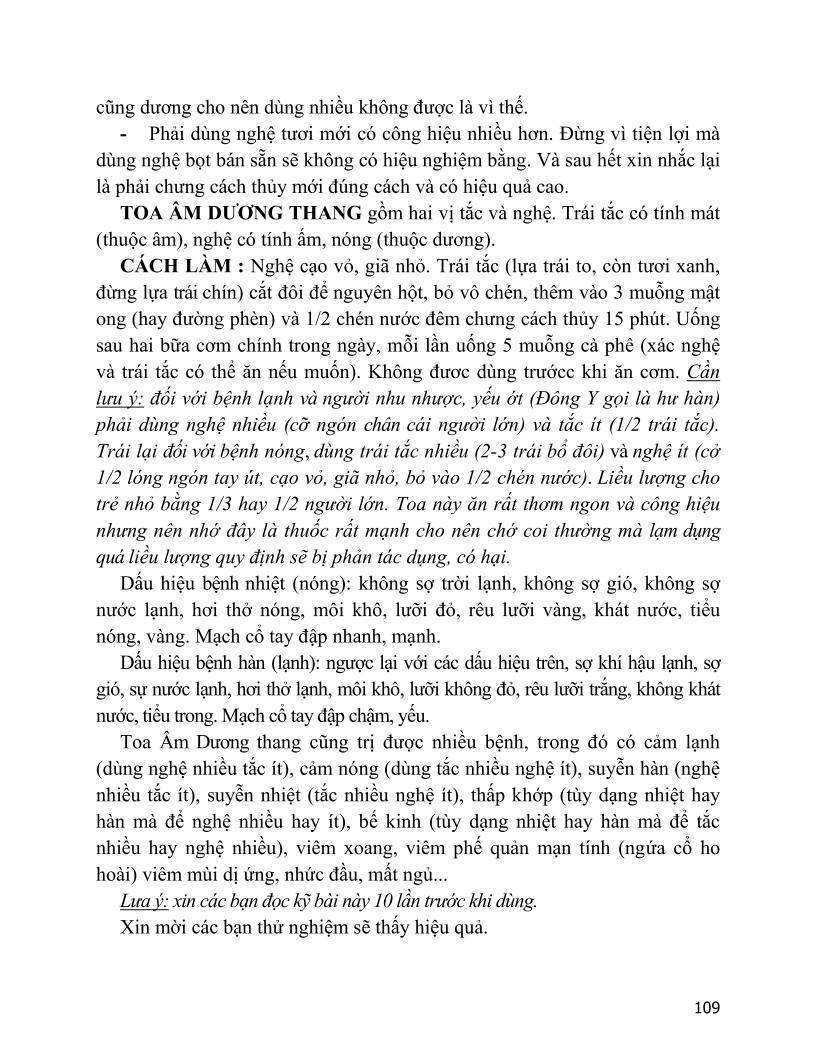 cũng dương cho nên dùng nhiều không được là vì thế.
- Phải dùng nghệ tươi mới có công hiệu nhiều hơn. Đừng vì tiện lợi mà
dùng nghệ bọt bán sẵn sẽ không có hiệu nghiệm bằng. Và sau hết xin nhắc lại
là phải chưng cách thủy mới đúng cách và có hiệu quả cao.
TOA ÂM DƯƠNG THANG gồm hai vị tắc và nghệ. Trái tắc có tính mát
(thuộc âm), nghệ có tính ấm, nóng (thuộc dương).
CÁCH LÀM : Nghệ cạo vỏ, giã nhỏ. Trái tắc (lựa trái to, còn tươi xanh,
đừng lựa trái chín) cắt đôi để nguyên hột, bỏ vô chén, thêm vào 3 muỗng mật
ong (hay đường phèn) và 1/2 chén nước đêm chưng cách thủy 15 phút. Uống
sau hai bữa cơm chính trong ngày, mỗi lần uống 5 muỗng cà phê (xác nghệ
và trái tắc có thể ăn nếu muốn). Không đươc dùng trướcc khi ăn cơm. Cần
lưu ý: đối với bệnh lạnh và người nhu nhược, yếu ớt (Đông Y gọi là hư hàn)
phải dùng nghệ nhiều (cỡ ngón chân cái người lớn) và tắc ít (1/2 trái tắc).
Trái lại đối với bệnh nóng, dùng trái tắc nhiều (2-3 trái bổ đôi) và nghệ ít (cở
1/2 lóng ngón tay út, cạo vỏ, giã nhỏ, bỏ vào 1/2 chén nước). Liều lượng cho
trẻ nhỏ bằng 1/3 hay 1/2 người lớn. Toa này ăn rất thơm ngon và công hiệu
nhưng nên nhớ đây là thuốc rất mạnh cho nên chớ coi thường mà lạm dụng
quá liều lượng quy định sẽ bị phản tác dụng, có hại.
Dấu hiệu bệnh nhiệt (nóng): không sợ trời lạnh, không sợ gió, không sợ
nước lạnh, hơi thở nóng, môi khô, lưỡi đỏ, rêu lưỡi vàng, khát nước, tiểu
nóng, vàng. Mạch cổ tay đập nhanh, mạnh.
Dấu hiệu bệnh hàn (lạnh): ngược lại với các dấu hiệu trên, sợ khí hậu lạnh, sợ
gió, sự nước lạnh, hơi thở lạnh, môi khô, lưỡi không đỏ, rêu lưỡi trắng, không khát
nước, tiểu trong. Mạch cổ tay đập chậm, yếu.
Toa Âm Dương thang cũng trị được nhiều bệnh, trong đó có cảm lạnh
(dùng nghệ nhiều tắc ít), cảm nóng (dùng tắc nhiều nghệ ít), suyễn hàn (nghệ
nhiều tắc ít), suyễn nhiệt (tắc nhiều nghệ ít), thấp khớp (tùy dạng nhiệt hay
hàn mà để nghệ nhiều hay ít), bế kinh (tùy dạng nhiệt hay hàn mà để tắc
nhiều hay nghệ nhiều), viêm xoang, viêm phế quản mạn tính (ngứa cổ ho
hoài) viêm mùi dị ứng, nhức đầu, mất ngủ...
Lưa ý: xin các bạn đọc kỹ bài này 10 lần trước khi dùng.
Xin mời các bạn thử nghiệm sẽ thấy hiệu quả.
109